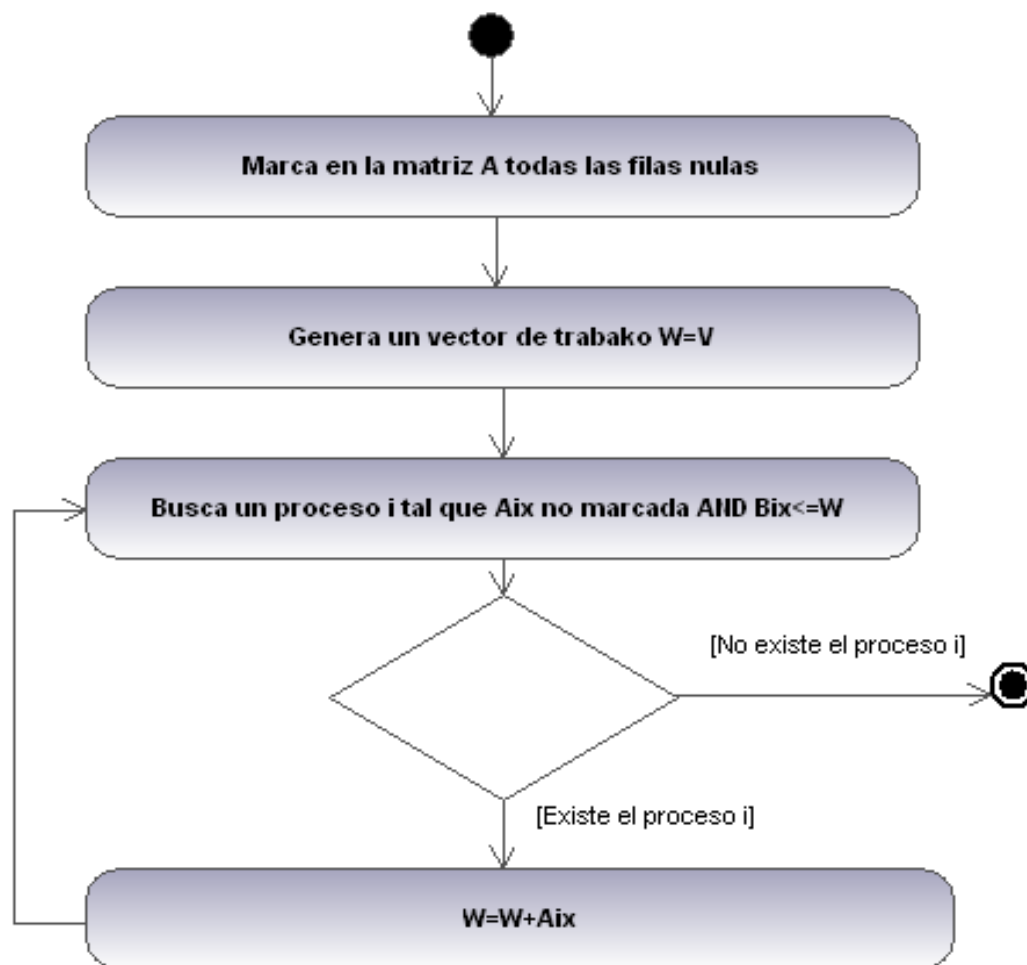 Marca en la matriz A todas las filas nulas
Genera un vector de trabako W=V
Busca un proceso i tal que Aix no marcada AND Bix<=W
[No existe el proceso i]
[Existe el proceso i]
W=W+Aix